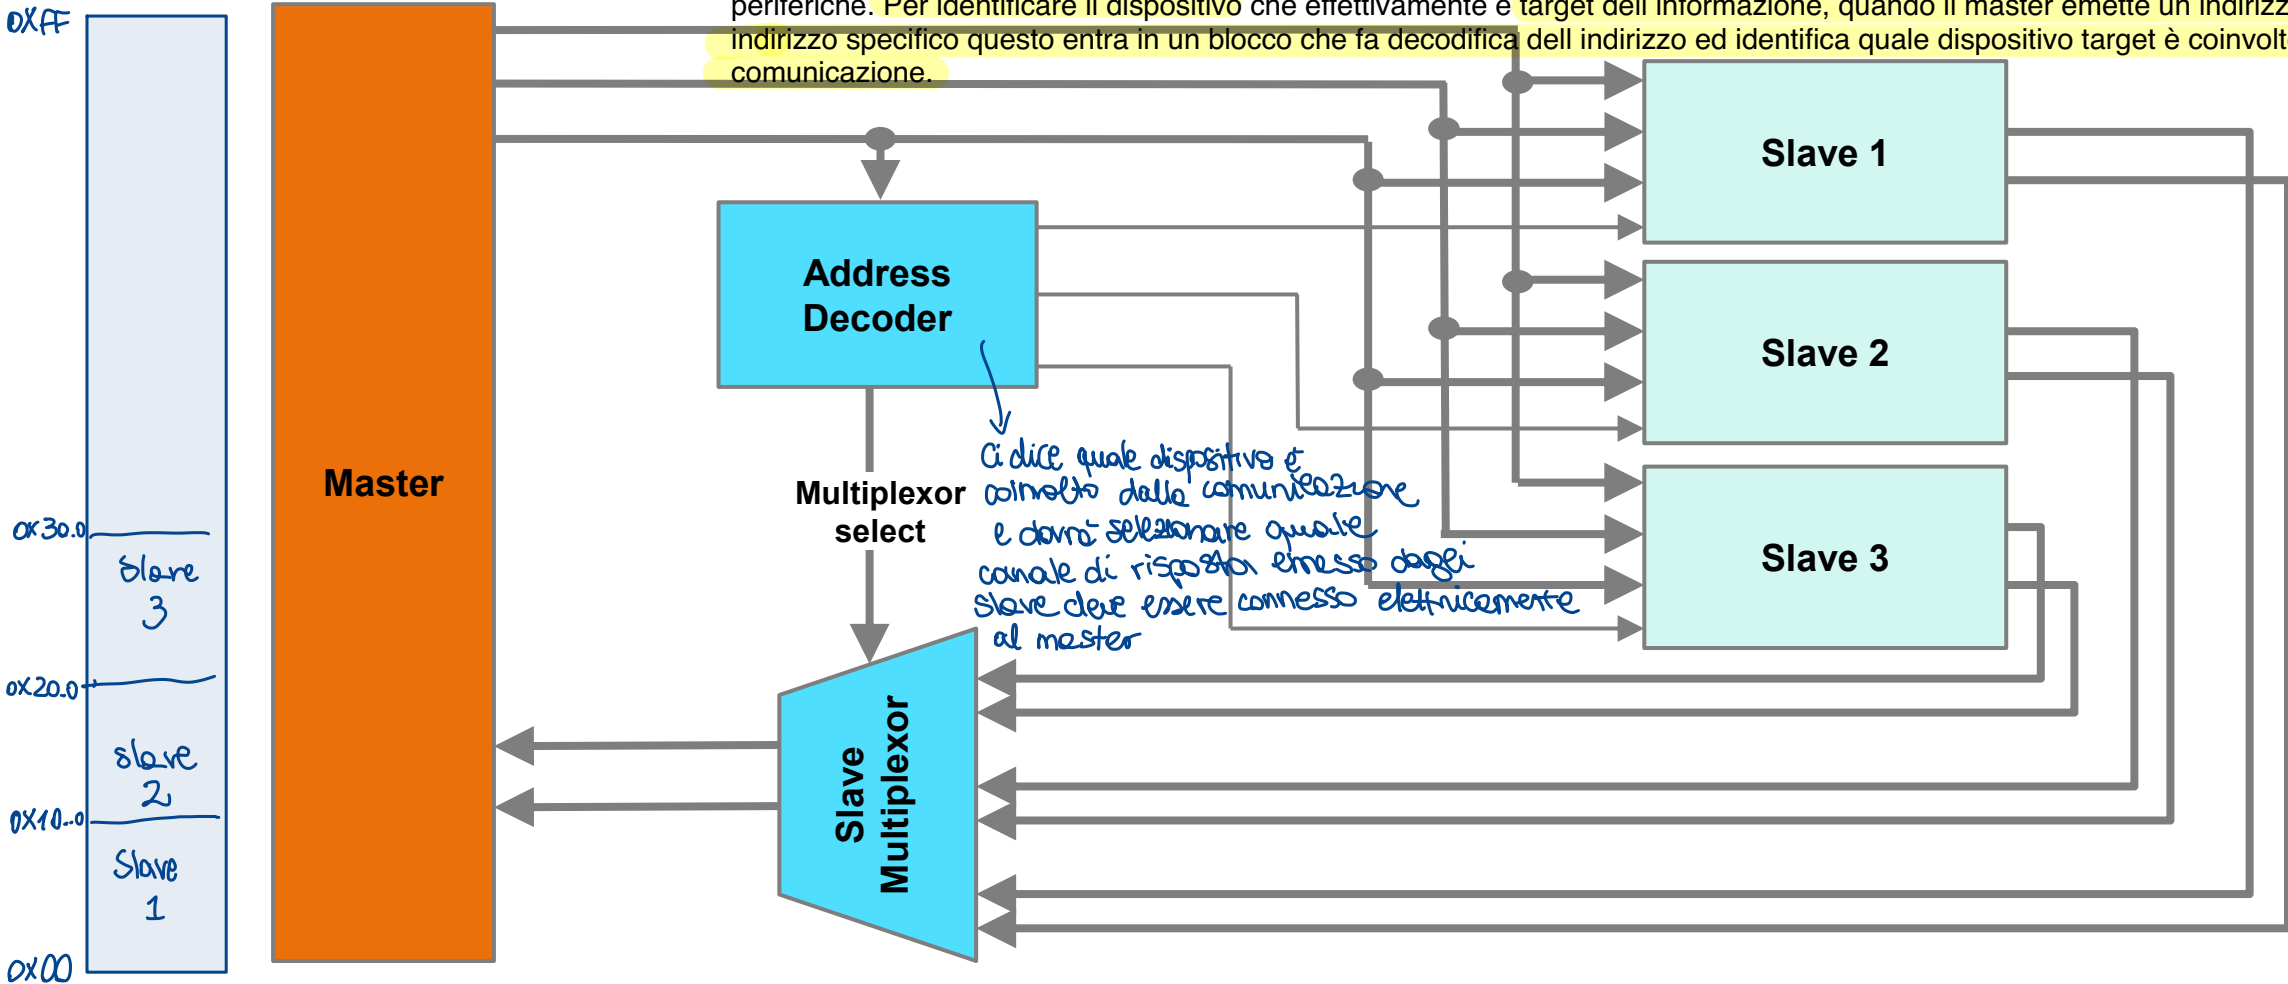 periferiche. Per identificare il dispositivo che effettivamente è target dell informazione, quando il master emette un indirizz
indirizzo specifico questo entra in un blocco che fa decodifica dell indirizzo ed identifica quale dispositivo target è coinvolt
comunicazione.
0XFF
0X30.0
Slave
3
0X20.0
Slave
2
0X10..0
Slave
1
0X00
Master
Address
Decoder
Multiplexor
select
Ci dice quale dispositivo è
coinvolto dalla comunicazione
e dovrà selezionare quale
canale di risposta emesso dagli
slave deve essere connesso elettricamente
al master
Slave
Multiplexor
Slave 1
Slave 2
Slave 3